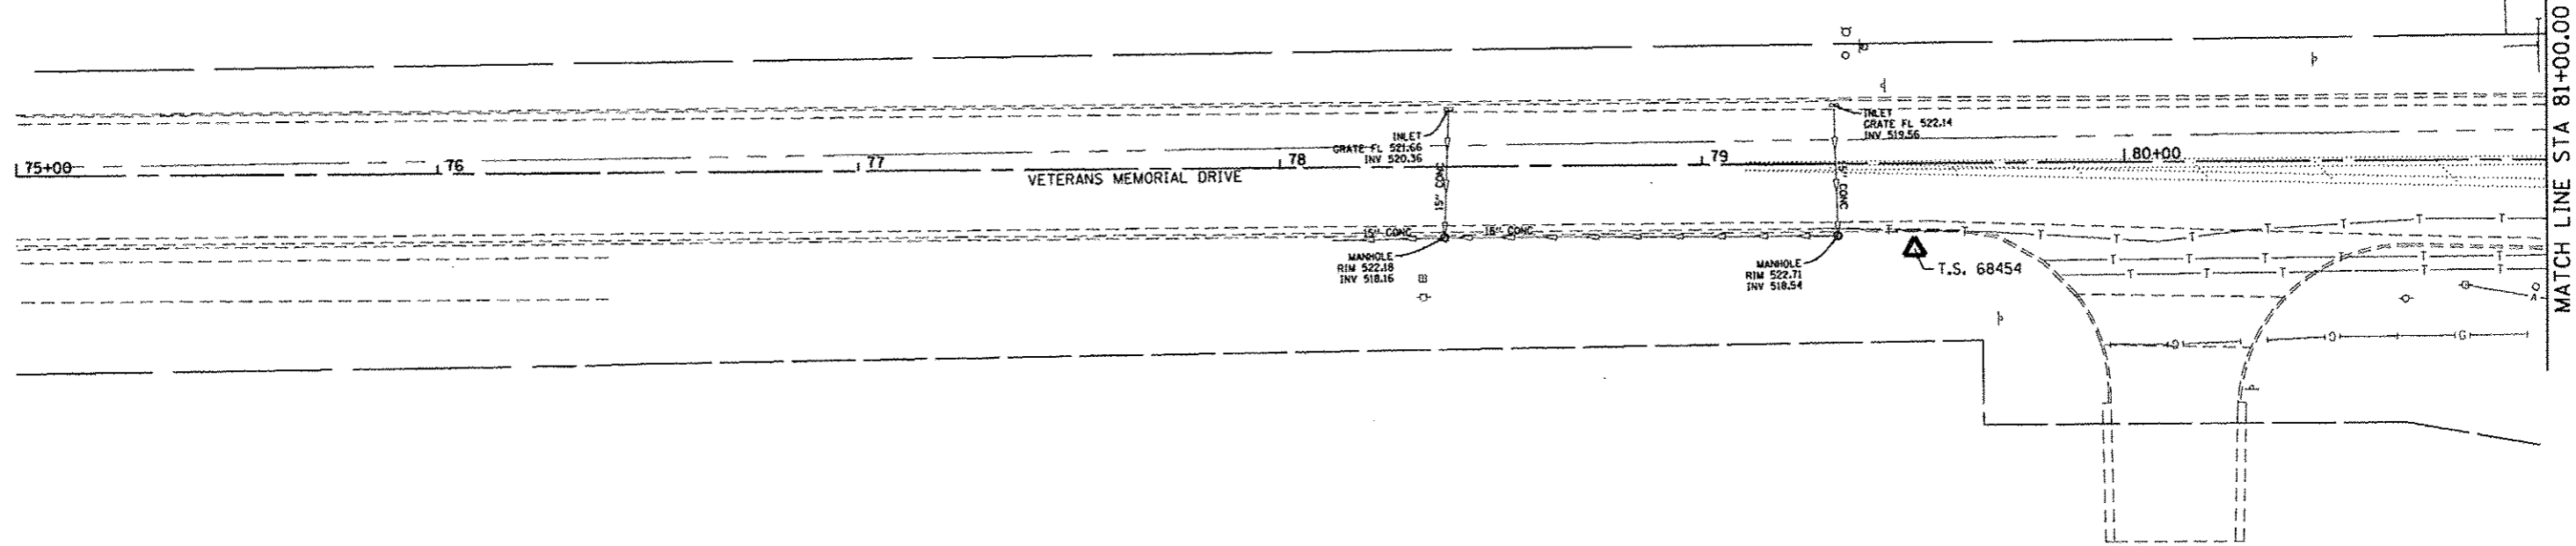 MATCH LINE STA 81+00.00
INLET
GRATE FL 521.66
INV 520.36
INLET
GRATE FL 522.14
INV 519.56
75+00
76
77
78
79
80+00
VETERANS MEMORIAL DRIVE
15" CONC
5" CONC
15" CONC
15" CONC
MANHOLE
RIM 522.18
INV 518.16
MANHOLE
RIM 522.71
INV 518.54
T.S. 68454
T T T T T T T
T T T T T T
T T T T T T
A
G G G